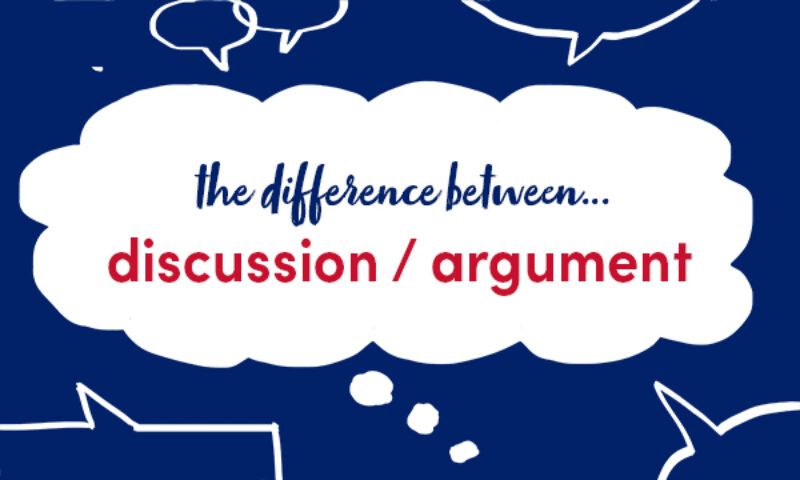 the difference between...
discussion / argument